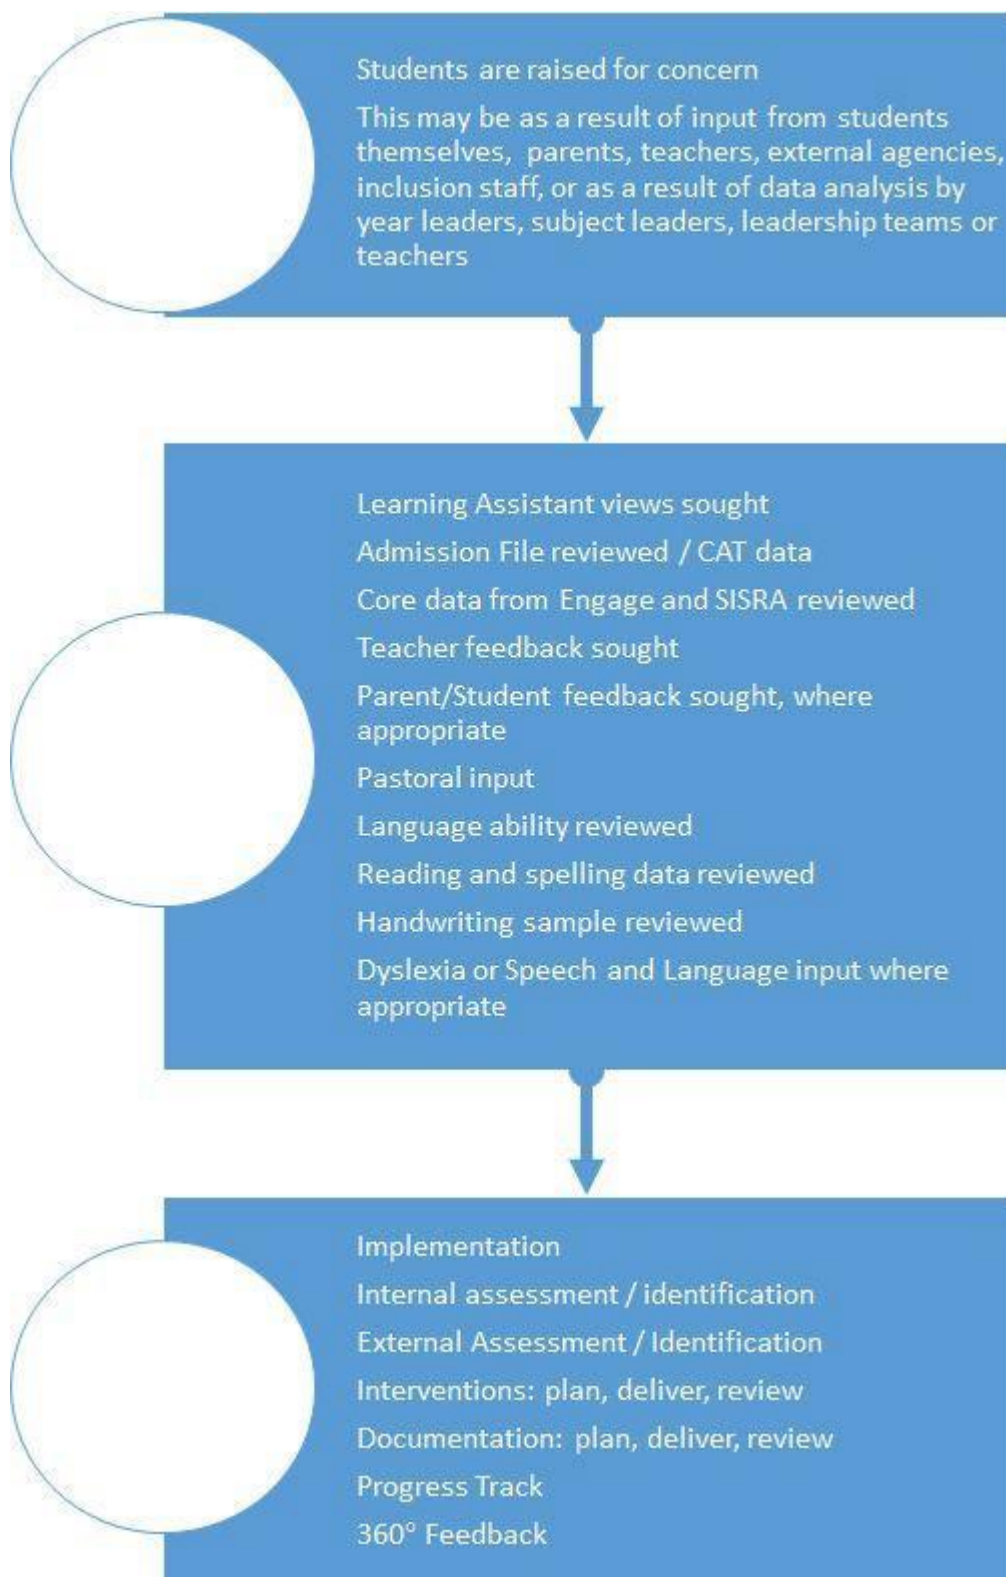 Students are raised for concern
This may be as a result of input from students
themselves, parents, teachers, external agencies,
inclusion staff, or as a result of data analysis by
year leaders, subject leaders, leadership teams or
teachers
Learning Assistant views sought
Admission File reviewed / CAT data
Core data from Engage and SISRA reviewed
Teacher feedback sought
Parent/Student feedback sought, where
appropriate
Pastoral input
Language ability reviewed
Reading and spelling data reviewed
Handwriting sample reviewed
Dyslexia or Speech and Language input where
appropriate
Implementation
Internal assessment / identification
External Assessment / Identification
Interventions: plan, deliver, review
Documentation: plan, deliver, review
Progress Track
360° Feedback